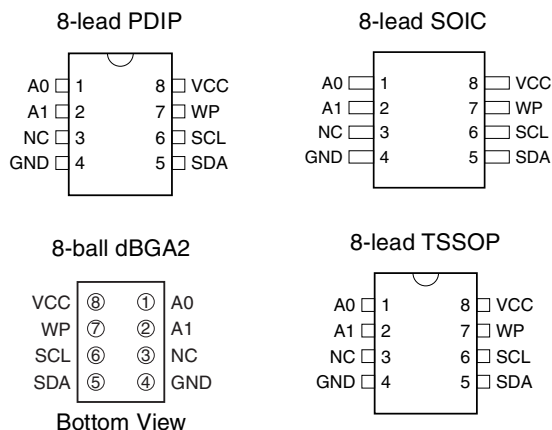 8-lead PDIP
A0 1 8 VCC
A1 2 7 WP
NC 3 6 SCL
GND 4 5 SDA
8-lead SOIC
A0 1 8 VCC
A1 2 7 WP
NC 3 6 SCL
GND 4 5 SDA
8-ball dBGA2
VCC 8 1 A0
WP 7 2 A1
SCL 6 3 NC
SDA 5 4 GND
Bottom View
8-lead TSSOP
A0 1 8 VCC
A1 2 7 WP
NC 3 6 SCL
GND 4 5 SDA